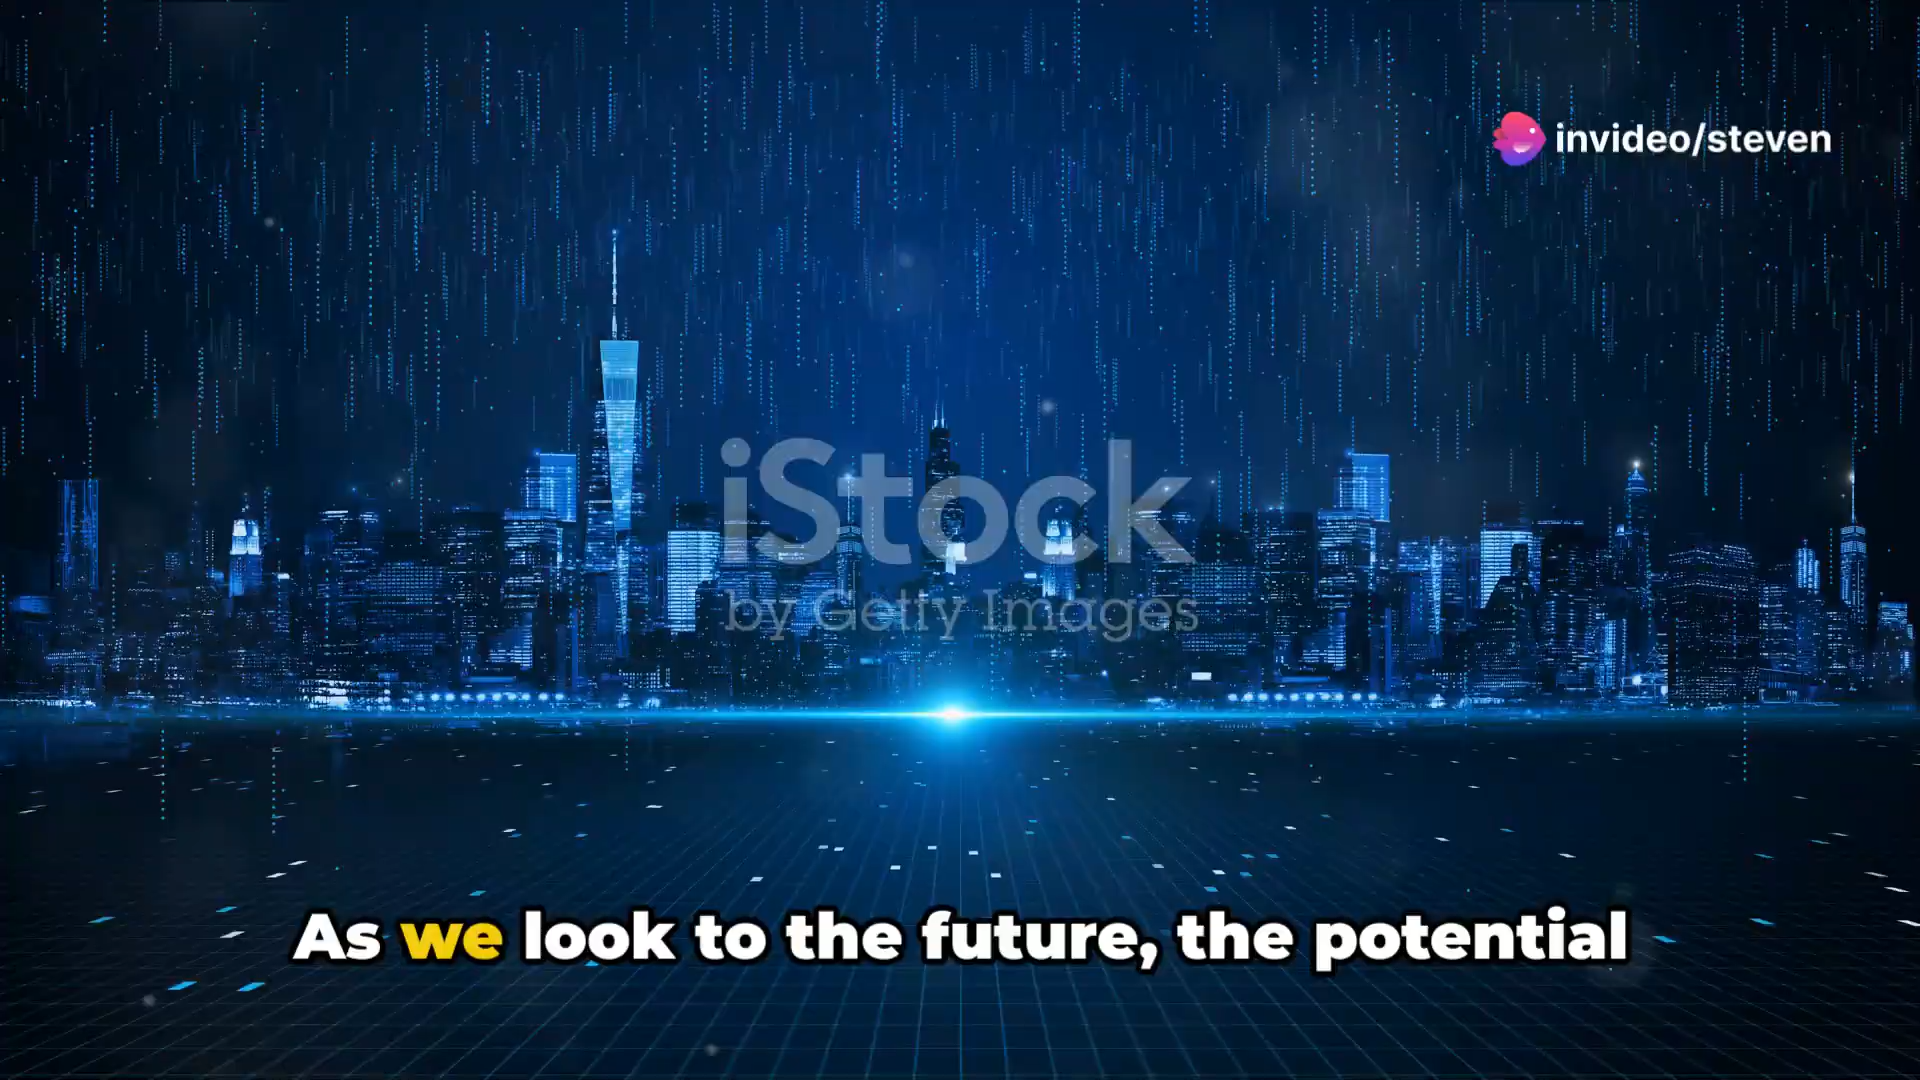 invideo/steven
iStock
by Getty Images
As we look to the future, the potential